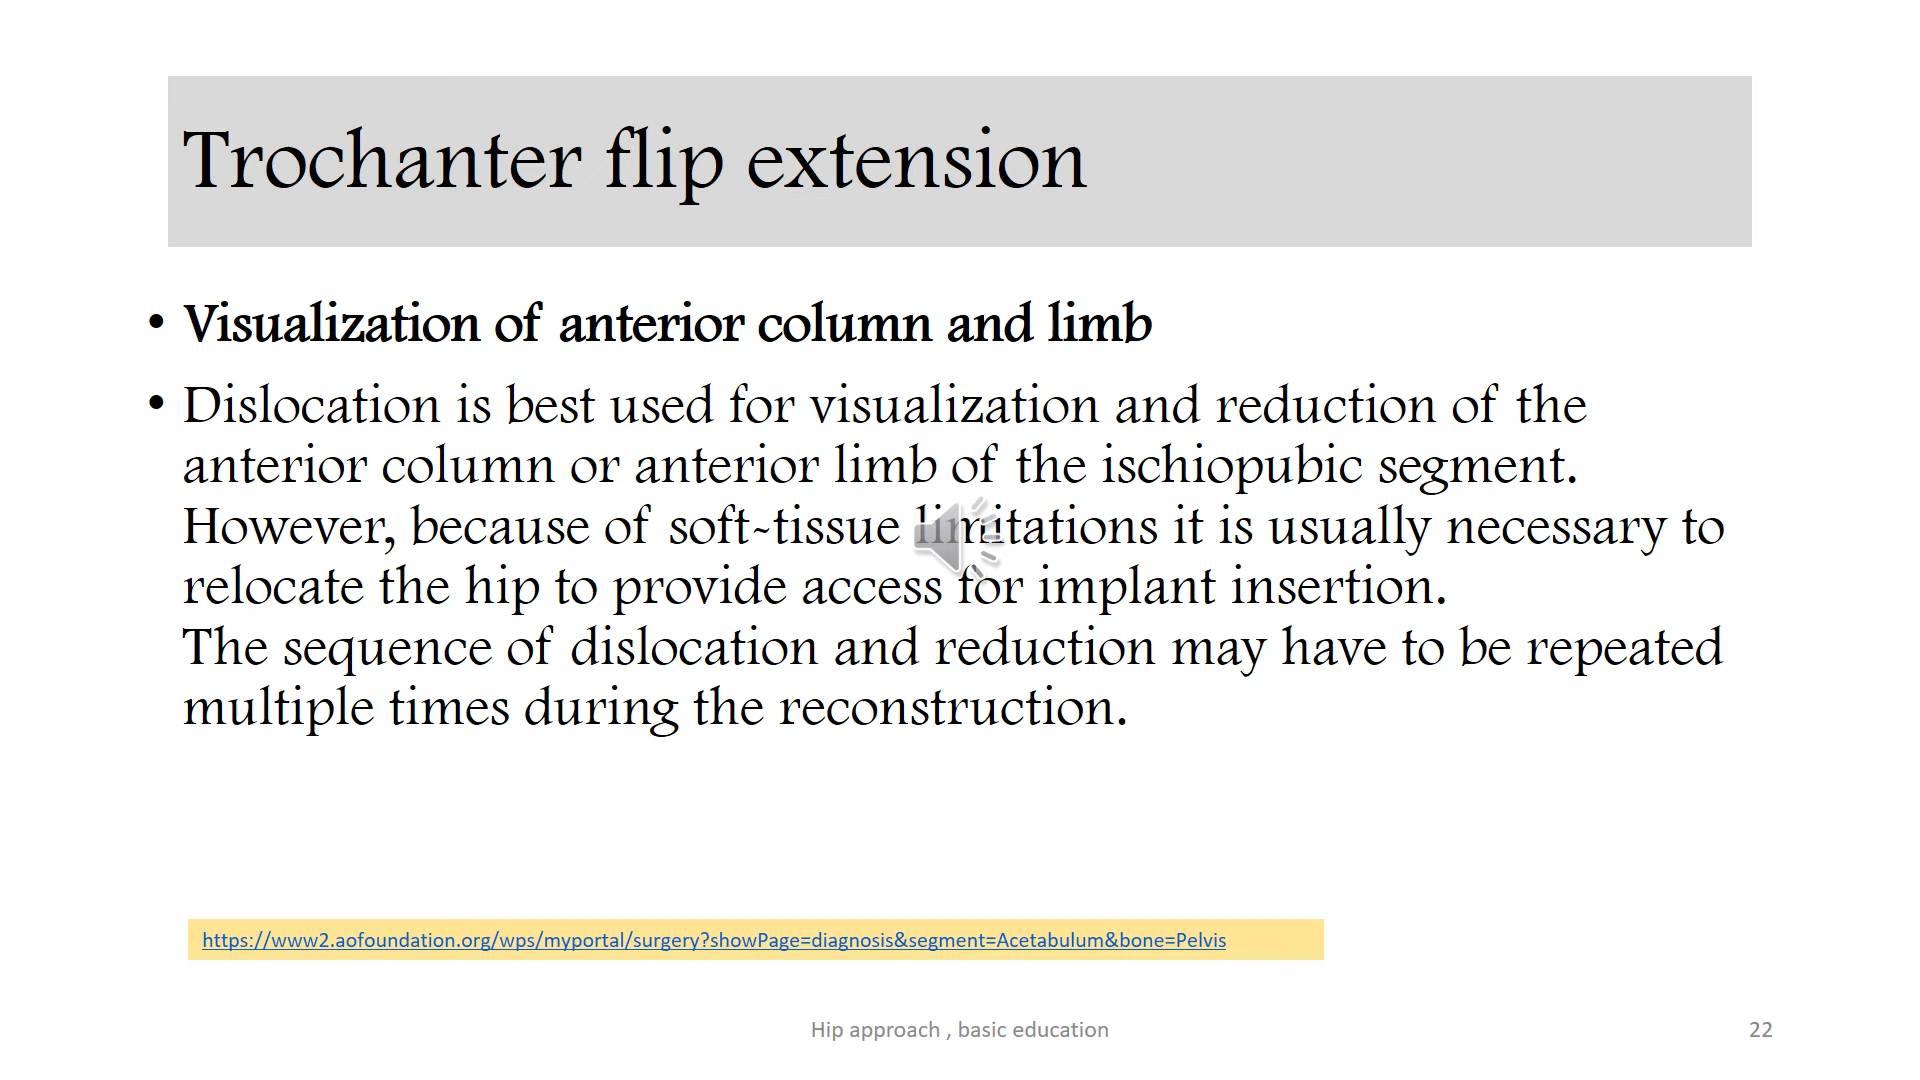 Trochanter flip extension
• Visualization of anterior column and limb
• Dislocation is best used for visualization and reduction of the
anterior column or anterior limb of the ischiopubic segment.
However, because of soft-tissue limitations it is usually necessary to
relocate the hip to provide access for implant insertion.
The sequence of dislocation and reduction may have to be repeated
multiple times during the reconstruction.
https://www2.aofoundation.org/wps/myportal/surgery?showPage=diagnosis&segment=Acetabulum&bone=Pelvis
Hip approach , basic education
22